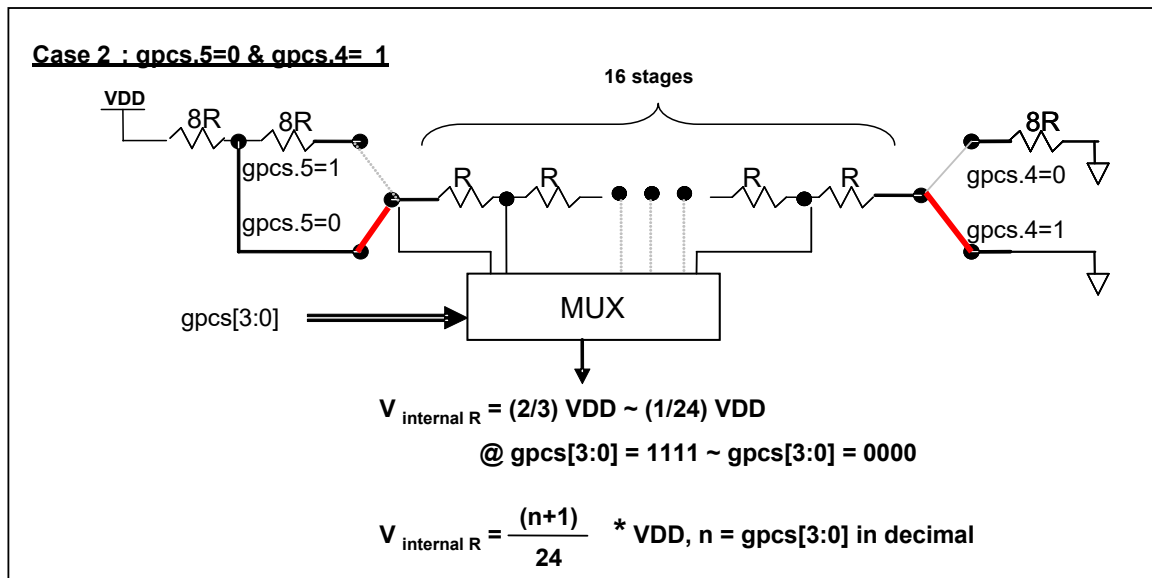 Case 2 : gpcs.5=0 & gpcs.4= 1
16 stages
VDD
8R
8R
8R
gpcs.5=1
R
R
R
R
gpcs.4=0
gpcs.5=0
gpcs.4=1
gpcs[3:0]
MUX
V internal R = (2/3) VDD ~ (1/24) VDD
@ gpcs[3:0] = 1111 ~ gpcs[3:0] = 0000
V internal R = (n+1) / 24 * VDD, n = gpcs[3:0] in decimal